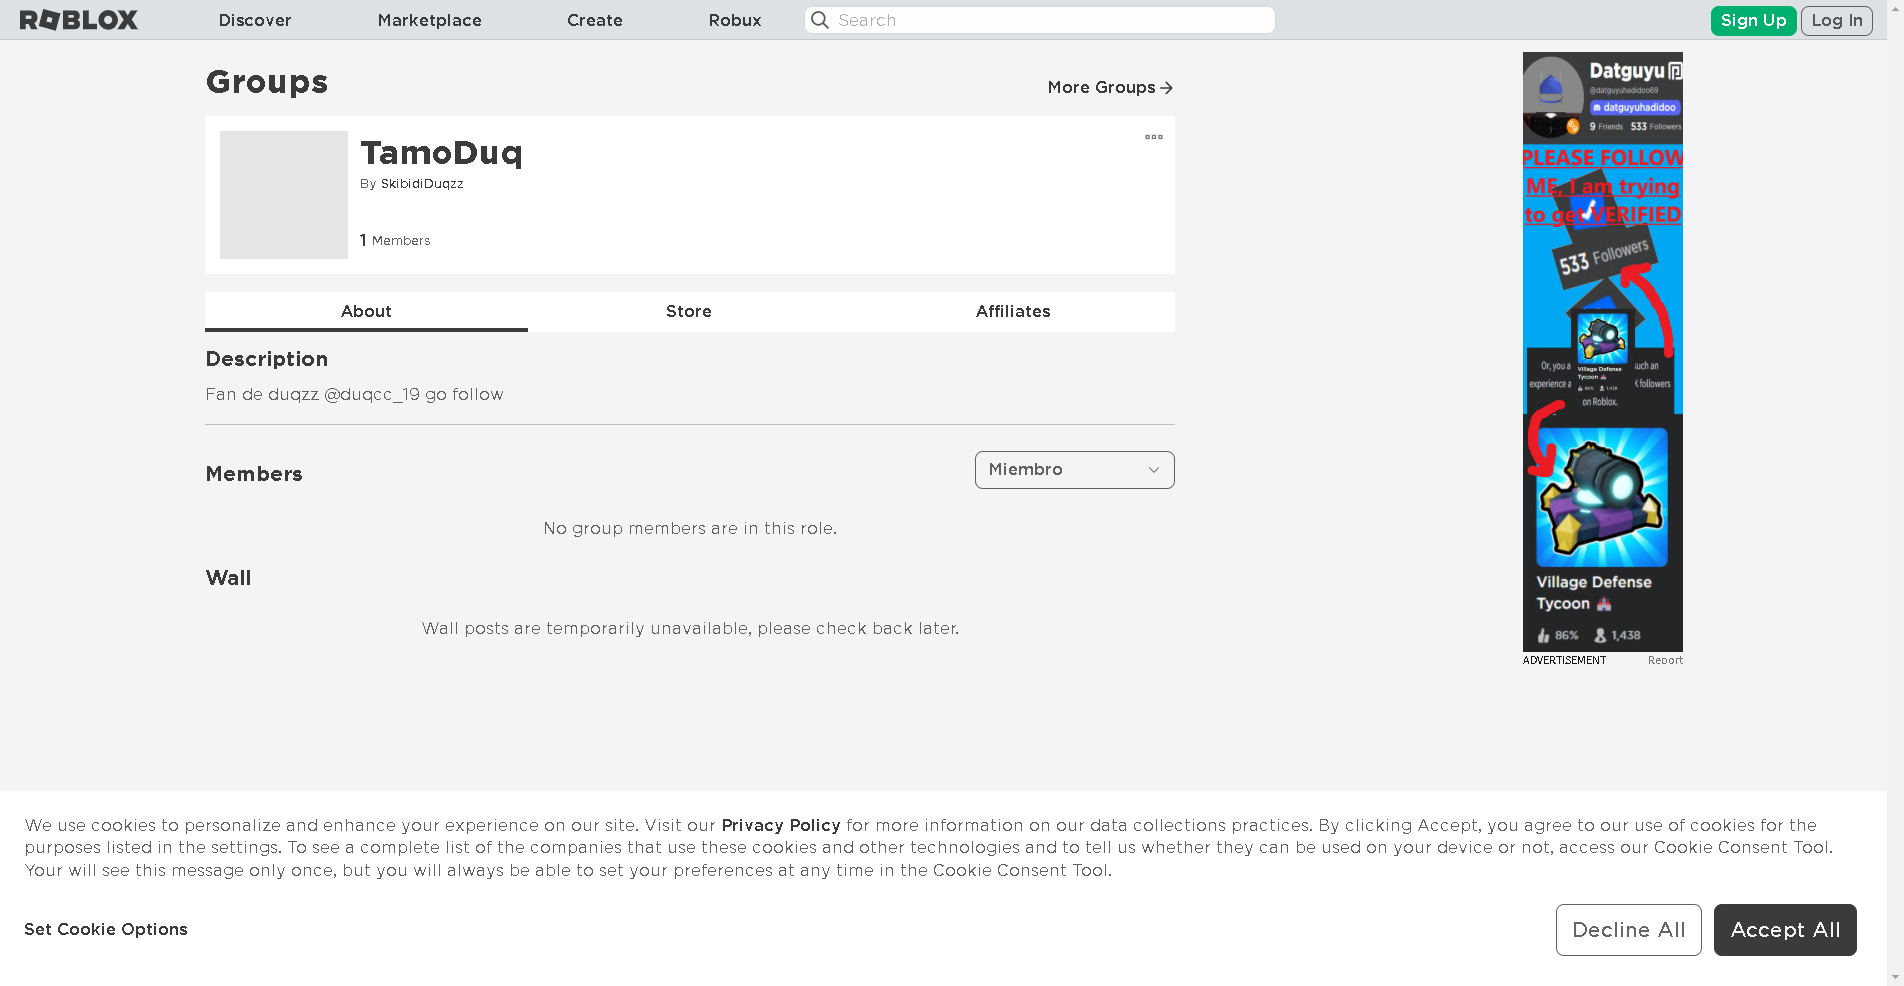 ROBLOX
Discover
Marketplace
Create
Robux
Search
Sign Up
Log In
Groups
More Groups
TamoDuq
By SkibidiDuqzz
1 Members
About
Store
Affiliates
Description
Fan de duqzz @duqcc_19 go follow
Members
Miembro
No group members are in this role.
Wall
Wall posts are temporarily unavailable, please check back later.
Datguyu
@datguyuhadidoo69
datguyuhadidoo
9 Friends 533 Followers
PLEASE FOLLOW
ME, I am trying
to get VERIFIED
533 Followers
Or, you a
such an
experience a
K followers
on Roblox.
Village Defense
Tycoon
86% 1,438
Village Defense
Tycoon
86% 1,438
ADVERTISEMENT
Report
We use cookies to personalize and enhance your experience on our site. Visit our Privacy Policy for more information on our data collections practices. By clicking Accept, you agree to our use of cookies for the
purposes listed in the settings. To see a complete list of the companies that use these cookies and other technologies and to tell us whether they can be used on your device or not, access our Cookie Consent Tool.
Your will see this message only once, but you will always be able to set your preferences at any time in the Cookie Consent Tool.
Set Cookie Options
Decline All
Accept All